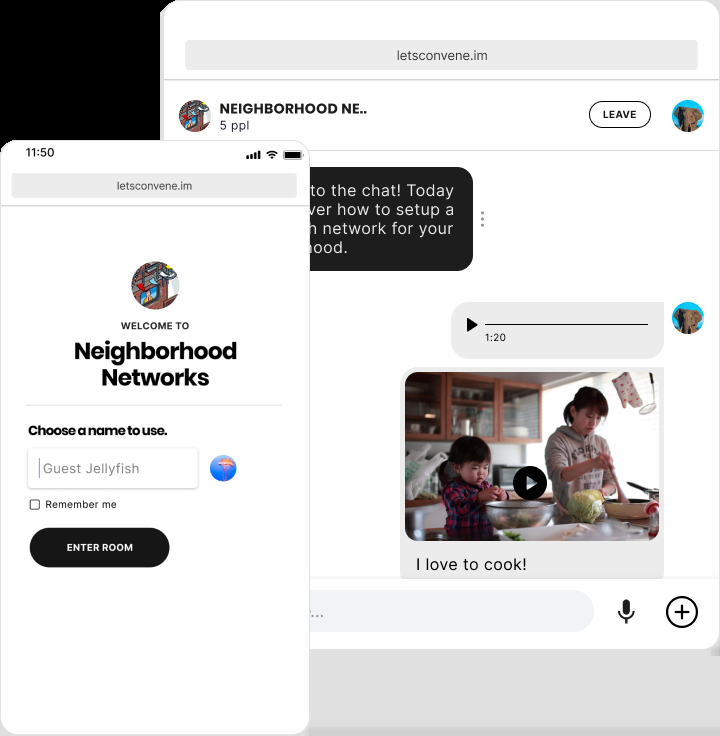 letsconvene.im
NEIGHBORHOOD NE..
5 ppl
LEAVE
to the chat! Today
how to setup a
network for your
1:20
I love to cook!
...
11:50
letsconvene.im
WELCOME TO
Neighborhood
Networks
Choose a name to use.
Guest Jellyfish
Remember me
ENTER ROOM